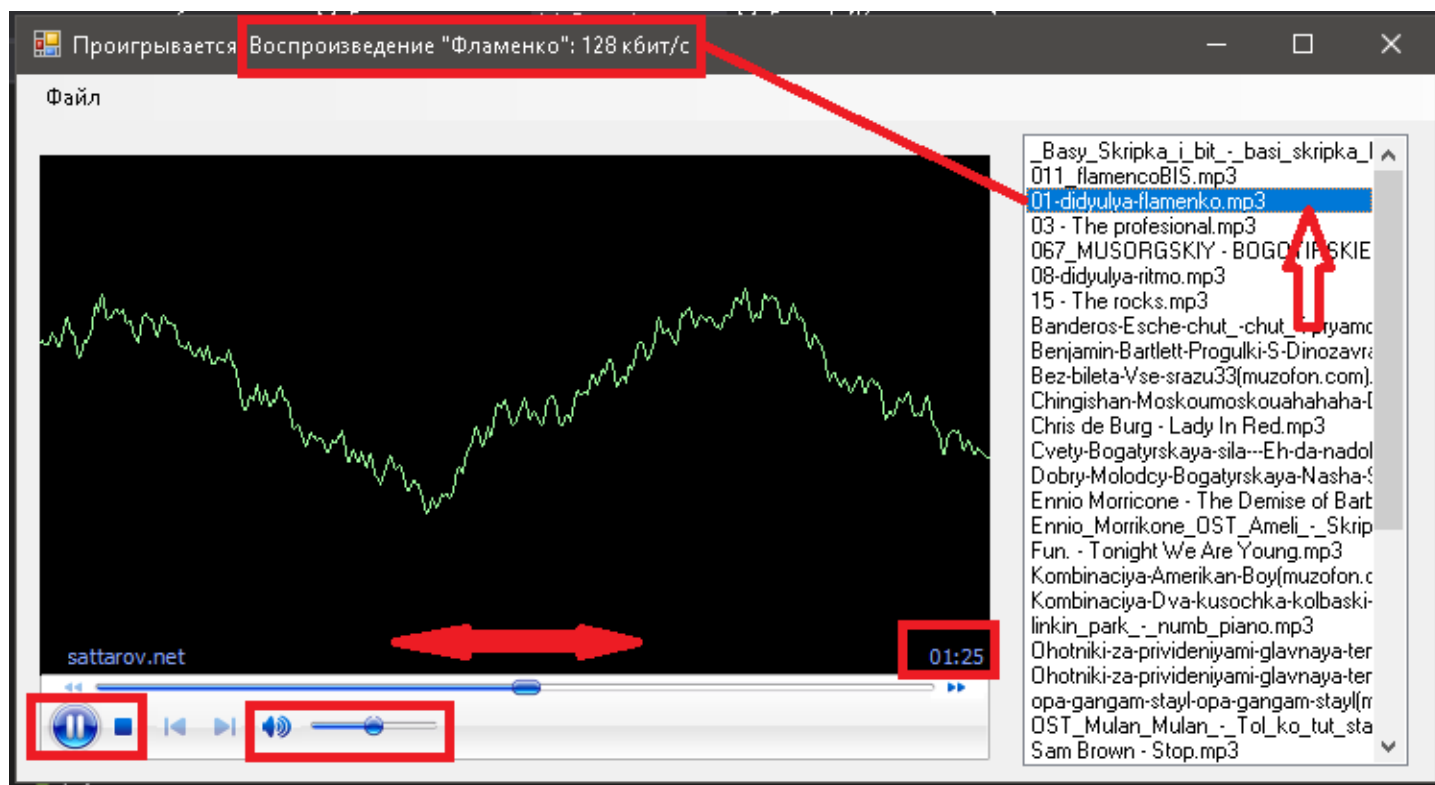 Проигрывается Воспроизведение "Фламенко": 128 кбит/с
Файл
_Basy_Skripka_i_bit_-_basi_skripka_
011_flamencoBIS.mp3
01-didyulya-flamenko.mp3
03 - The profesional.mp3
067_MUSORGSKIY - BOGATIRSKIE
08-didyulya-ritmo.mp3
15 - The rocks.mp3
Banderos-Esche-chut_-chut_
Benjamin-Bartlett-Progulki-S-Dinozavra
Bez-bileta-Vse-srazu33(muzofon.com).
Chingishan-Moskoumoskouahahaha-
Chris de Burg - Lady In Red.mp3
Cvety-Bogatyrskaya-sila---Eh-da-nadol
Dobry-Molodcy-Bogatyrskaya-Nasha-S
Ennio Morricone - The Demise of Barb
Ennio_Morrikone_OST_Ameli_-_Skrip
Fun. - Tonight We Are Young.mp3
Kombinaciya-Amerikan-Boy(muzofon.c
Kombinaciya-Dva-kusochka-kolbaski-
linkin_park_-_numb_piano.mp3
Ohotniki-za-privideniyami-glavnaya-ter
Ohotniki-za-privideniyami-glavnaya-ter
opa-gangam-stayl-opa-gangam-stayl(m
OST_Mulan_Mulan_-_Tol_ko_tut_sta
Sam Brown - Stop.mp3
sattarov.net
01:25